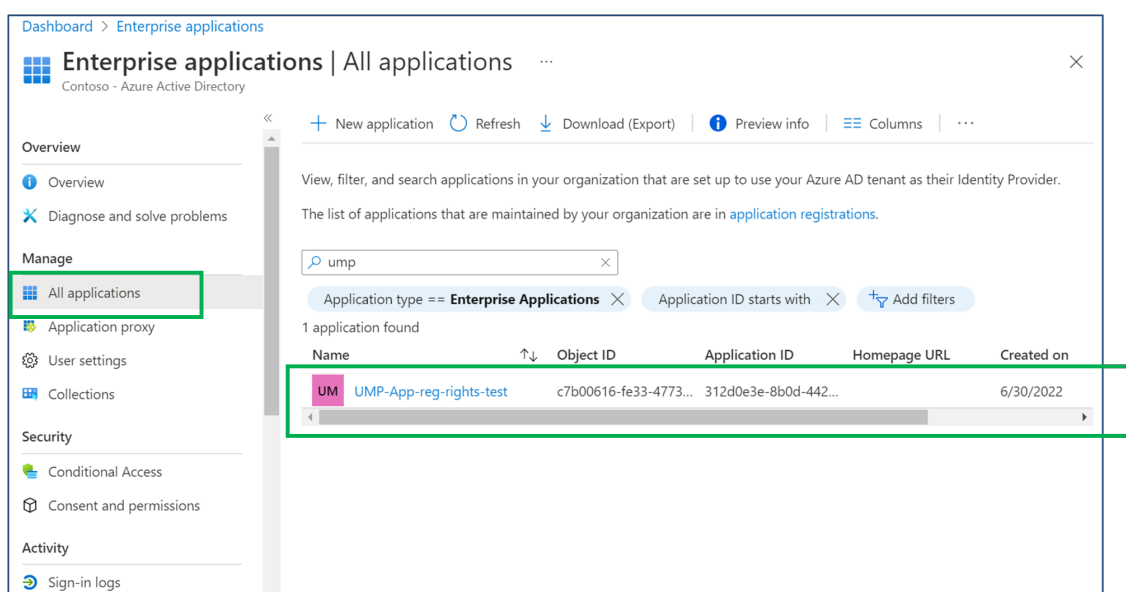 Dashboard > Enterprise applications
Enterprise applications | All applications ...
Contoso - Azure Active Directory
«
Overview
Overview
Diagnose and solve problems
Manage
All applications
Application proxy
User settings
Collections
Security
Conditional Access
Consent and permissions
Activity
Sign-in logs
New application Refresh Download (Export) Preview info Columns ...
View, filter, and search applications in your organization that are set up to use your Azure AD tenant as their Identity Provider.
The list of applications that are maintained by your organization are in application registrations.
ump
Application type == Enterprise Applications Application ID starts with Add filters
1 application found
Name Object ID Application ID Homepage URL Created on
UM UMP-App-reg-rights-test c7b00616-fe33-4773... 312d0e3e-8b0d-442... 6/30/2022